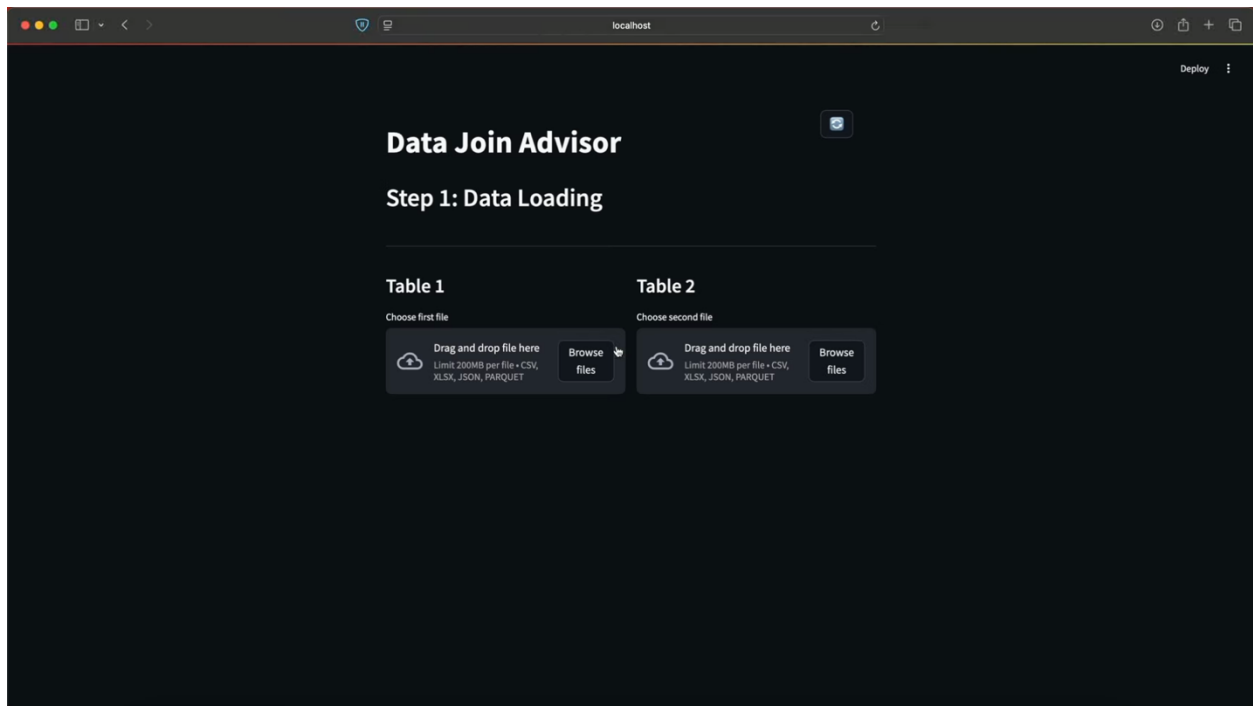 localhost
Deploy
Data Join Advisor
Step 1: Data Loading
Table 1
Choose first file
Drag and drop file here
Limit 200MB per file • CSV,
XLSX, JSON, PARQUET
Browse
files
Table 2
Choose second file
Drag and drop file here
Limit 200MB per file • CSV,
XLSX, JSON, PARQUET
Browse
files